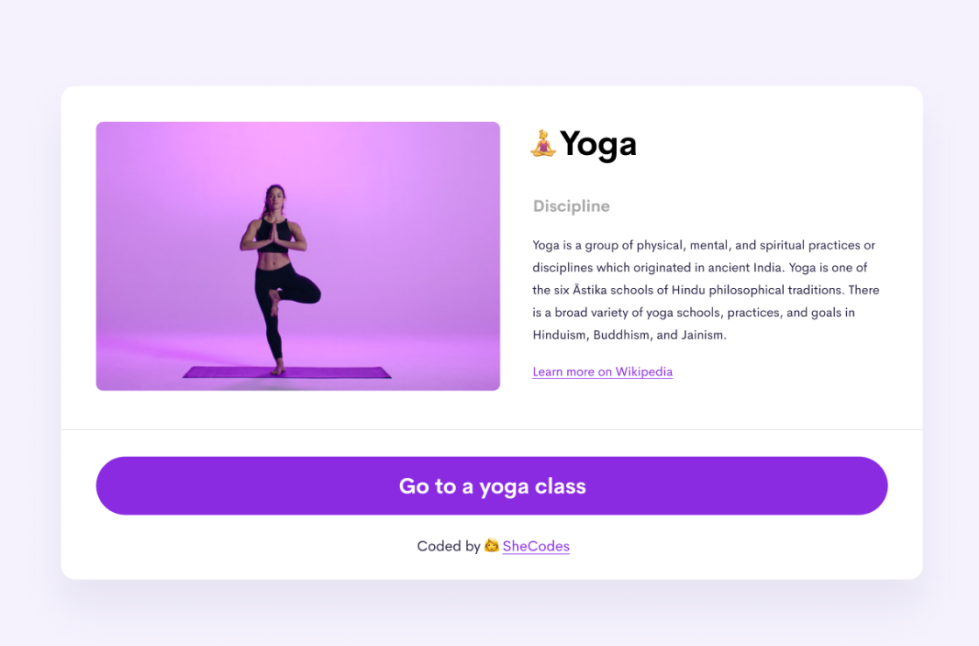 🧘‍♀️Yoga
Discipline
Yoga is a group of physical, mental, and spiritual practices or
disciplines which originated in ancient India. Yoga is one of
the six Āstika schools of Hindu philosophical traditions. There
is a broad variety of yoga schools, practices, and goals in
Hinduism, Buddhism, and Jainism.
Learn more on Wikipedia
Go to a yoga class
Coded by SheCodes